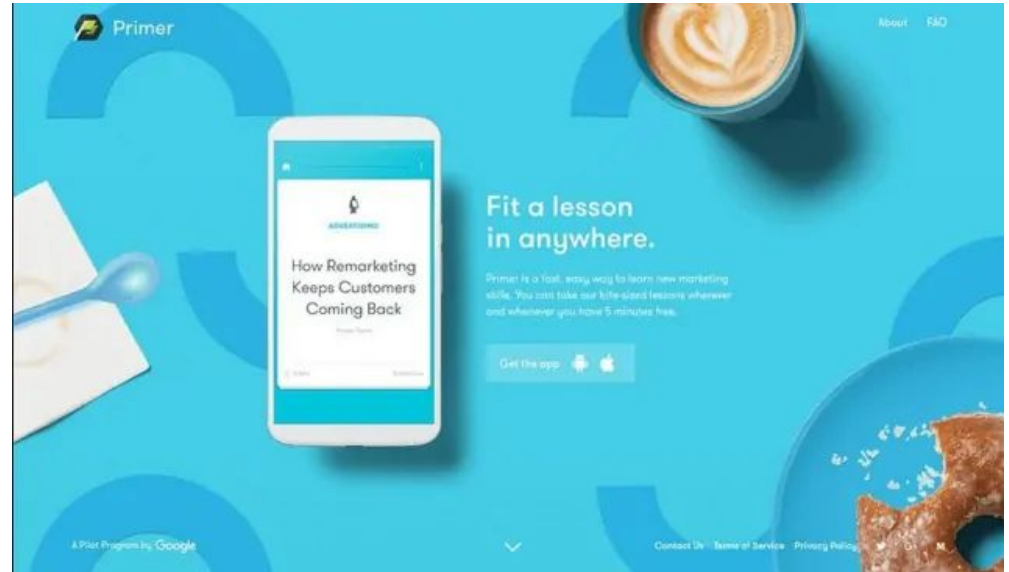 Primer
About FAQ
ADVERTISING
How Remarketing
Keeps Customers
Coming Back
Fit a lesson
in anywhere.
Primer is a fast, easy way to learn new marketing
skills. You can take our bite-sized lessons wherever
and whenever you have 5 minutes free.
Get the app
A Pilot Program by Google
Contact Us Terms of Service Privacy Policy